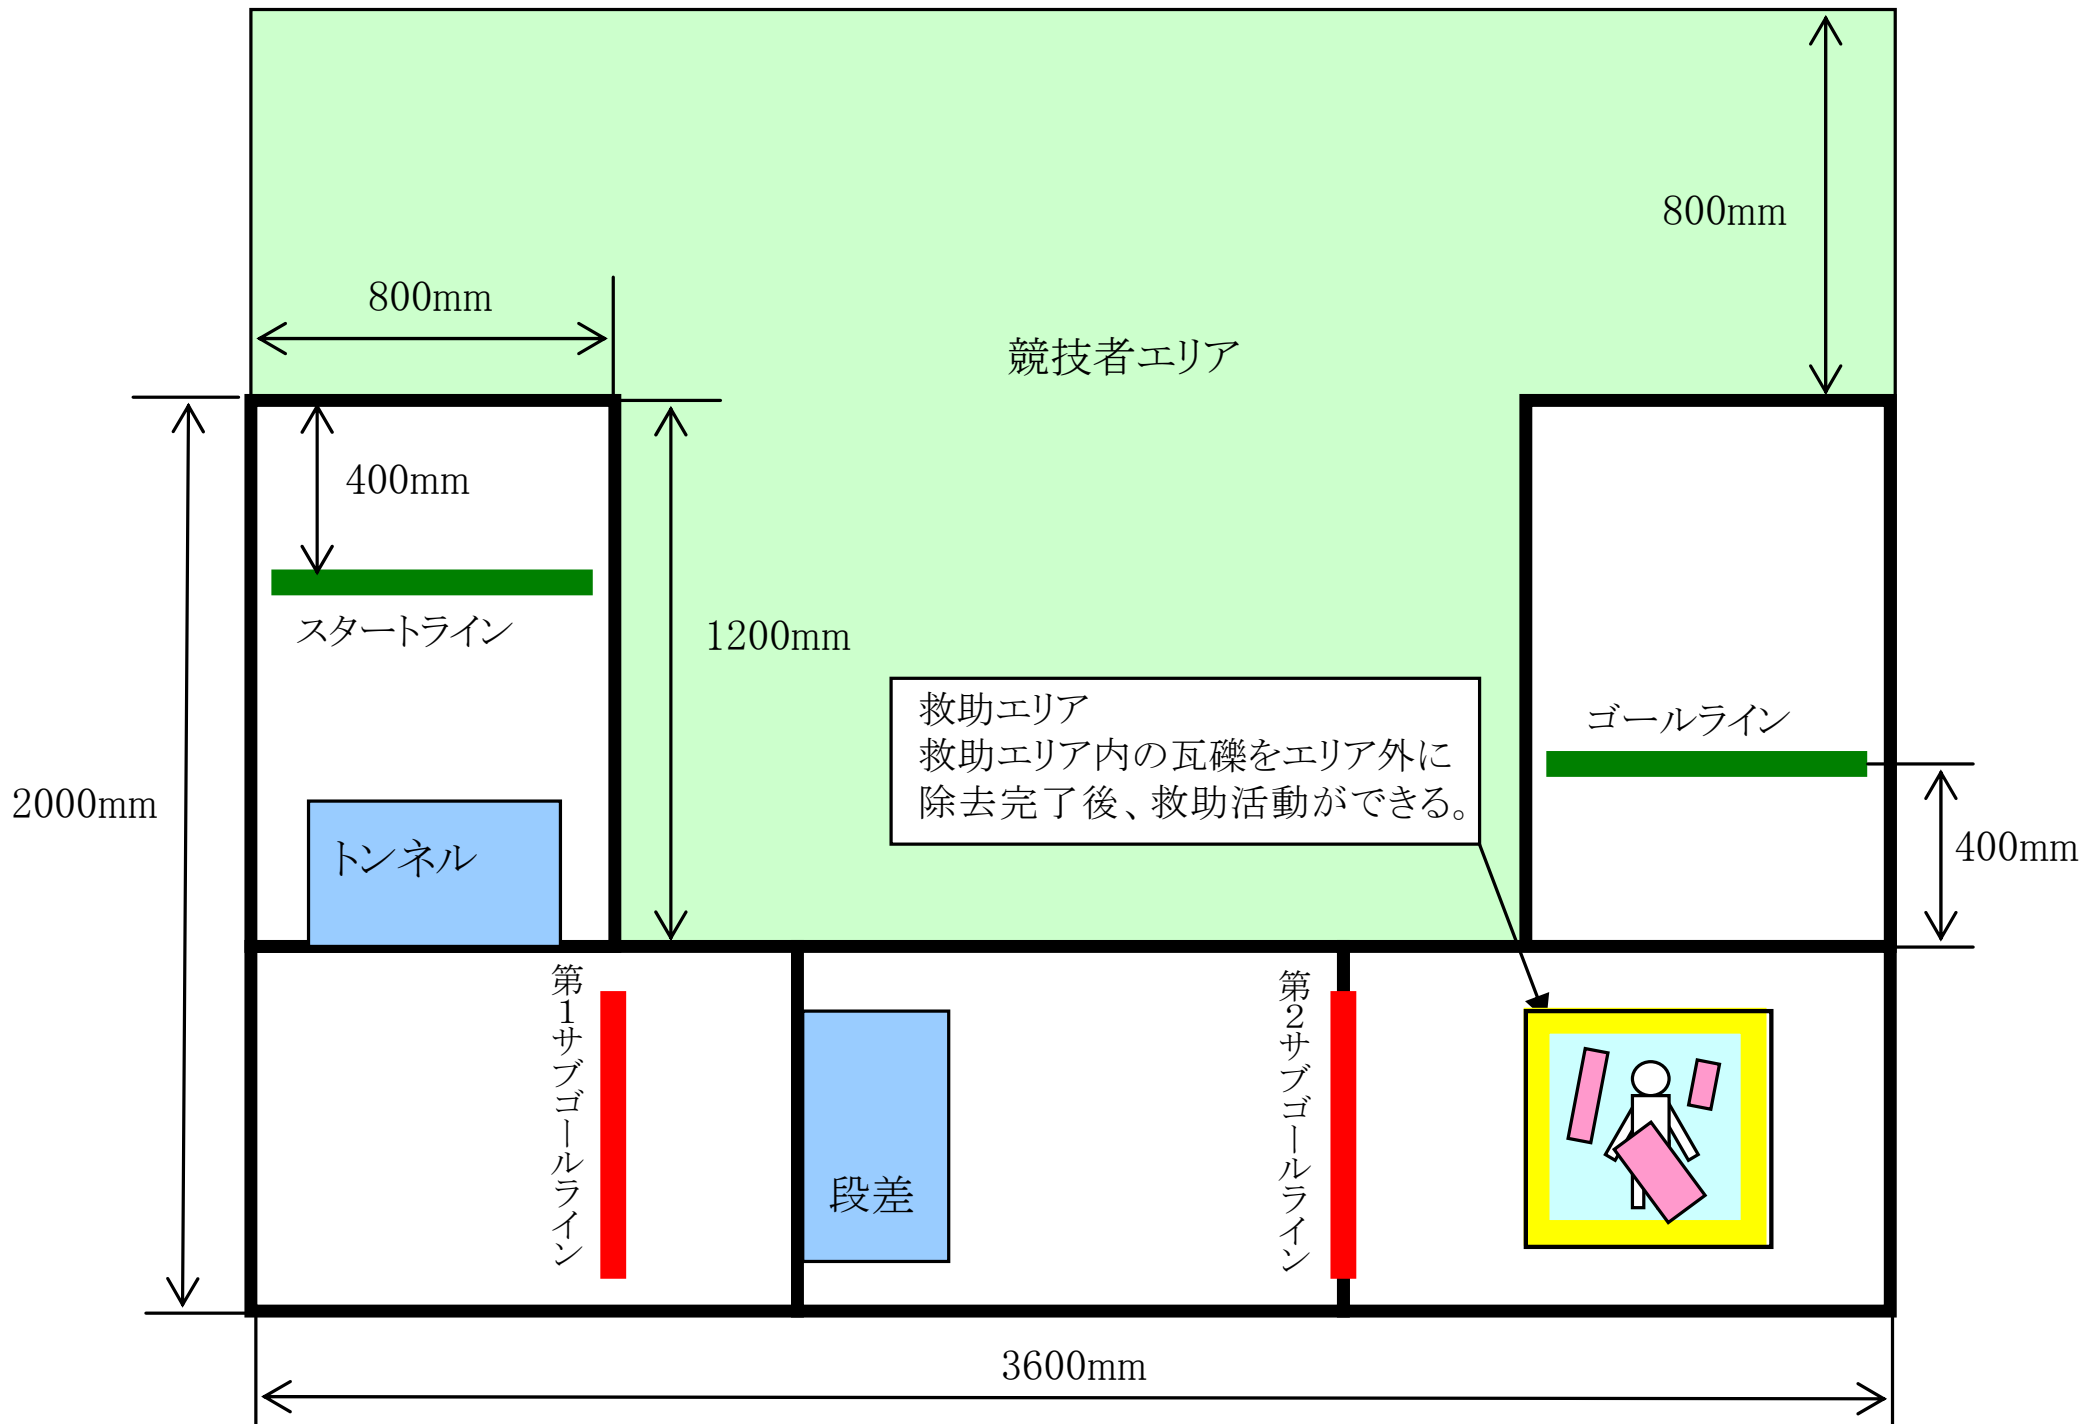 800mm
800mm
競技者エリア
400mm
スタートライン
1200mm
救助エリア
救助エリア内の瓦礫をエリア外に
除去完了後、救助活動ができる。
ゴールライン
2000mm
トンネル
400mm
第1サブゴールライン
第2サブゴールライン
段差
3600mm